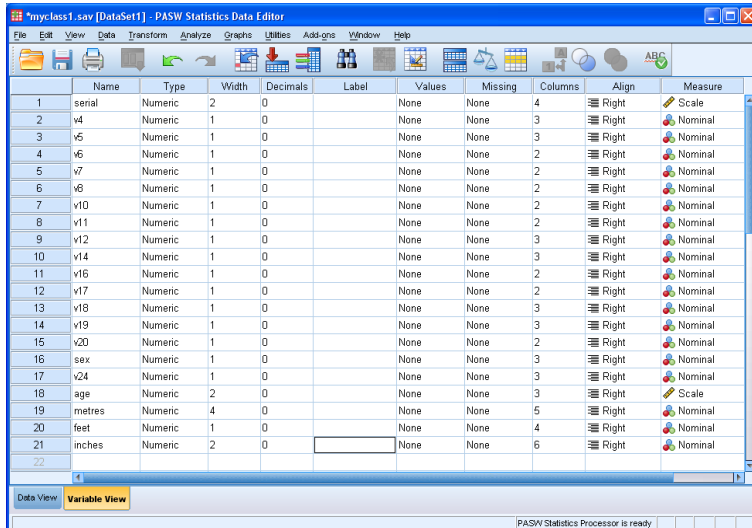 *myclass1.sav [DataSet1] - PASW Statistics Data Editor
File Edit View Data Transform Analyze Graphs Utilities Add-ons Window Help
Name Type Width Decimals Label Values Missing Columns Align Measure
1 serial Numeric 2 0 None None 4 Right Scale
2 v4 Numeric 1 0 None None 3 Right Nominal
3 v5 Numeric 1 0 None None 3 Right Nominal
4 v6 Numeric 1 0 None None 2 Right Nominal
5 v7 Numeric 1 0 None None 2 Right Nominal
6 v8 Numeric 1 0 None None 2 Right Nominal
7 v10 Numeric 1 0 None None 2 Right Nominal
8 v11 Numeric 1 0 None None 2 Right Nominal
9 v12 Numeric 1 0 None None 3 Right Nominal
10 v14 Numeric 1 0 None None 3 Right Nominal
11 v16 Numeric 1 0 None None 2 Right Nominal
12 v17 Numeric 1 0 None None 2 Right Nominal
13 v18 Numeric 1 0 None None 3 Right Nominal
14 v19 Numeric 1 0 None None 3 Right Nominal
15 v20 Numeric 1 0 None None 2 Right Nominal
16 sex Numeric 1 0 None None 3 Right Nominal
17 v24 Numeric 1 0 None None 3 Right Nominal
18 age Numeric 2 0 None None 3 Right Scale
19 metres Numeric 4 0 None None 5 Right Nominal
20 feet Numeric 1 0 None None 4 Right Nominal
21 inches Numeric 2 0 None None 6 Right Nominal
22
Data View Variable View
PASW Statistics Processor is ready